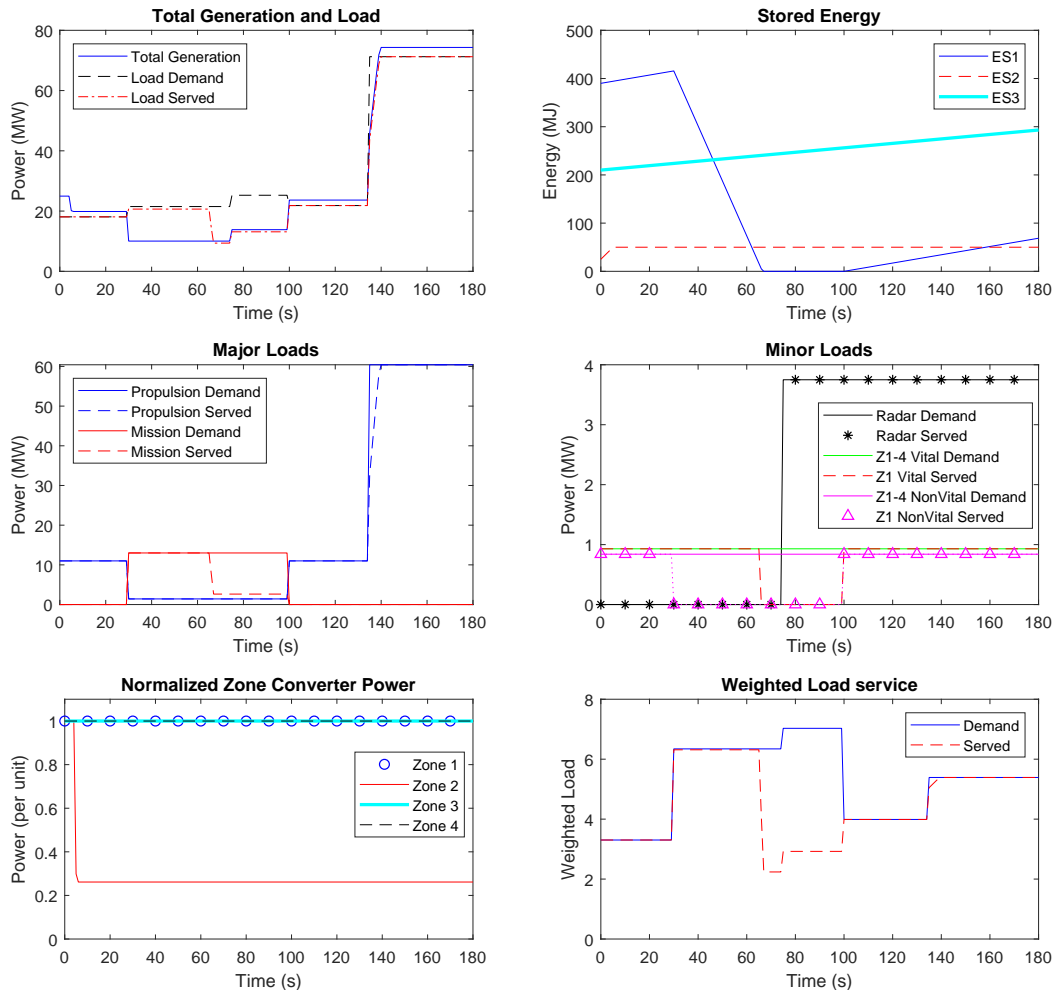 Total Generation and Load
80
60
40
20
0
Power (MW)
Total Generation
Load Demand
Load Served
0 20 40 60 80 100 120 140 160 180
Time (s)
Stored Energy
500
400
300
200
100
0
Energy (MJ)
ES1
ES2
ES3
0 20 40 60 80 100 120 140 160 180
Time (s)
Major Loads
60
50
40
30
20
10
0
Power (MW)
Propulsion Demand
Propulsion Served
Mission Demand
Mission Served
0 20 40 60 80 100 120 140 160 180
Time (s)
Minor Loads
4
3
2
1
0
Power (MW)
Radar Demand
Radar Served
Z1-4 Vital Demand
Z1 Vital Served
Z1-4 NonVital Demand
Z1 NonVital Served
0 20 40 60 80 100 120 140 160 180
Time (s)
Normalized Zone Converter Power
1
0.8
0.6
0.4
0.2
0
Power (per unit)
Zone 1
Zone 2
Zone 3
Zone 4
0 20 40 60 80 100 120 140 160 180
Time (s)
Weighted Load service
8
6
4
2
0
Weighted Load
Demand
Served
0 20 40 60 80 100 120 140 160 180
Time (s)